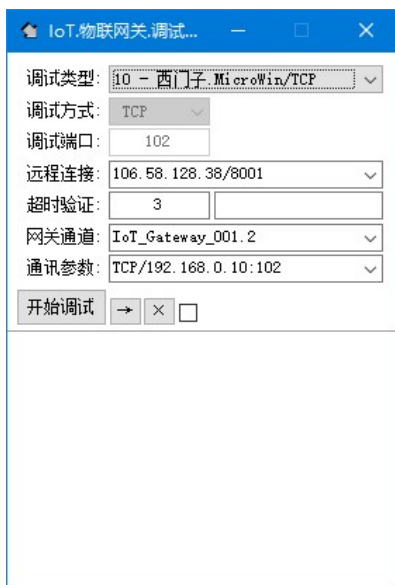 IoT.物联网关.调试...
调试类型: 10 - 西门子.MicroWin/TCP
调试方式: TCP
调试端口: 102
远程连接: 106.58.128.38/8001
超时验证: 3
网关通道: IoT_Gateway_001.2
通讯参数: TCP/192.168.0.10:102
开始调试 → ×